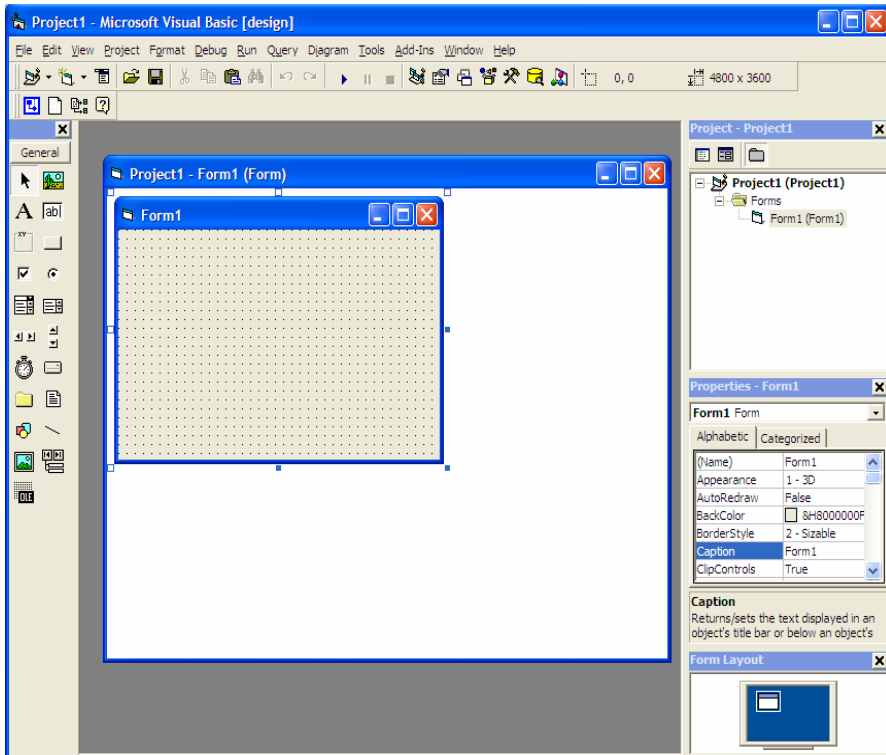 Project1 - Microsoft Visual Basic [design]
File Edit View Project Format Debug Run Query Diagram Tools Add-Ins Window Help
0, 0 4800 x 3600
General
A ab|
XY
OLE
Project1 - Form1 (Form)
Form1
Project - Project1
Project1 (Project1)
Forms
Form1 (Form1)
Properties - Form1
Form1 Form
Alphabetic Categorized
(Name) Form1
Appearance 1 - 3D
AutoRedraw False
BackColor &H8000000F
BorderStyle 2 - Sizable
Caption Form1
ClipControls True
Caption
Returns/sets the text displayed in an
object's title bar or below an object's
Form Layout